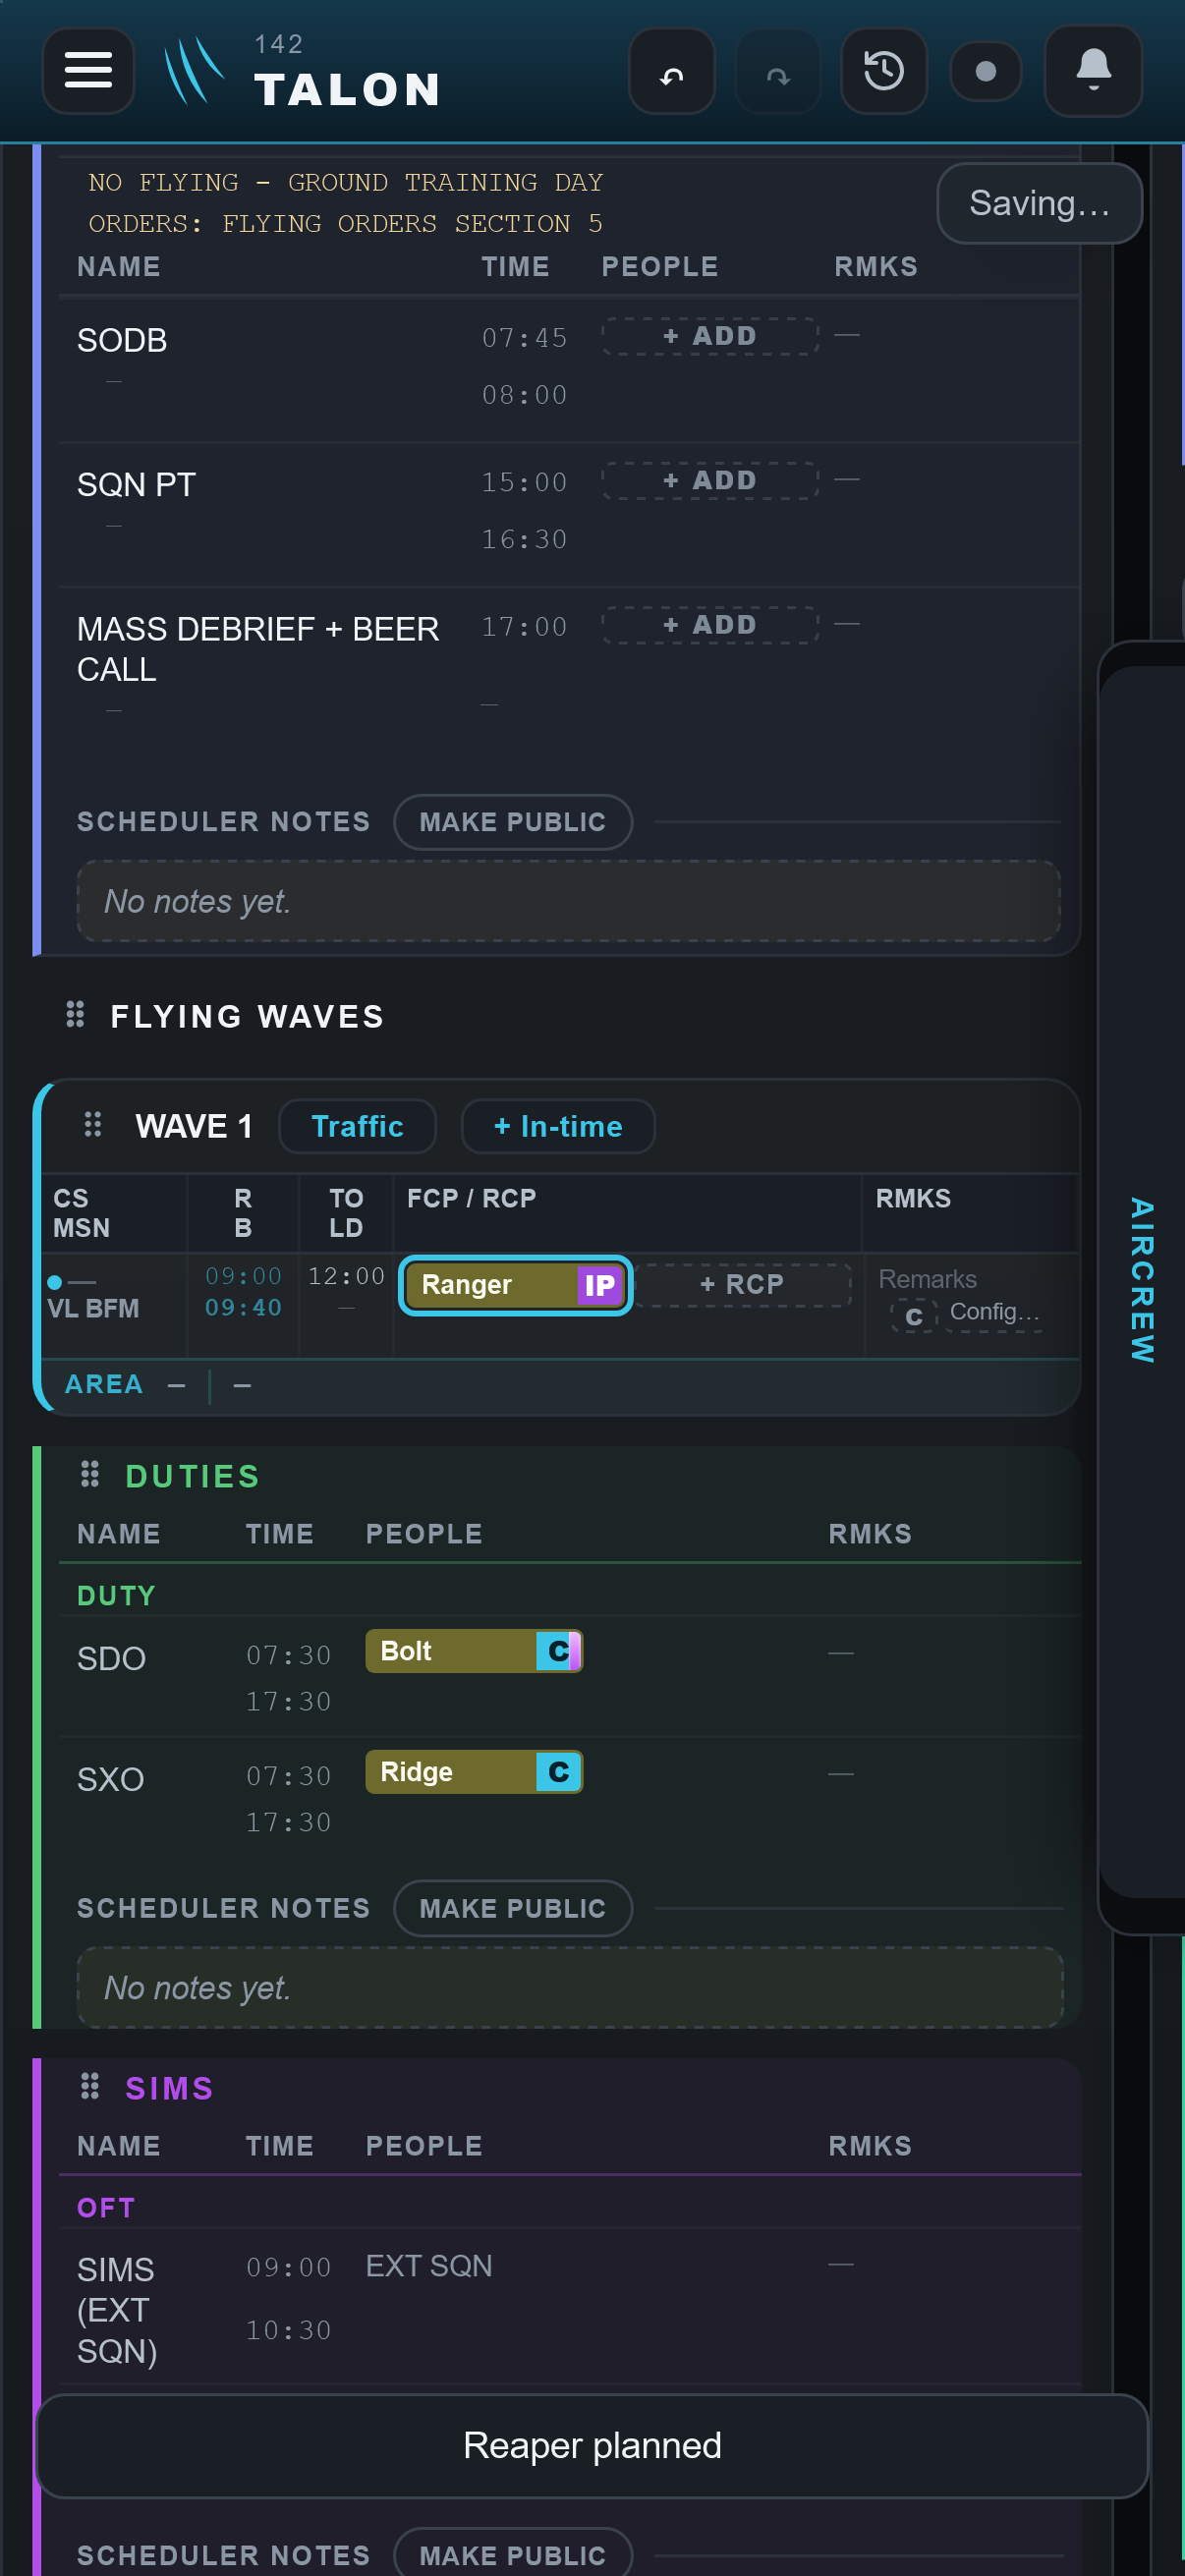 142
TALON
Saving...
NO FLYING - GROUND TRAINING DAY
ORDERS: FLYING ORDERS SECTION 5
NAME TIME PEOPLE RMKS
SODB 07:45 + ADD —
— 08:00
SQN PT 15:00 + ADD —
— 16:30
MASS DEBRIEF + BEER CALL 17:00 + ADD —
— —
SCHEDULER NOTES MAKE PUBLIC
No notes yet.
FLYING WAVES
WAVE 1 Traffic + In-time
CS R TO FCP / RCP RMKS
MSN B LD
— 09:00 12:00 Ranger IP + RCP Remarks
VL BFM 09:40 — C Config...
AREA — | —
AIRCREW
DUTIES
NAME TIME PEOPLE RMKS
DUTY
SDO 07:30 Bolt C —
17:30
SXO 07:30 Ridge C —
17:30
SCHEDULER NOTES MAKE PUBLIC
No notes yet.
SIMS
NAME TIME PEOPLE RMKS
OFT
SIMS (EXT SQN) 09:00 EXT SQN —
10:30
Reaper planned
SCHEDULER NOTES MAKE PUBLIC